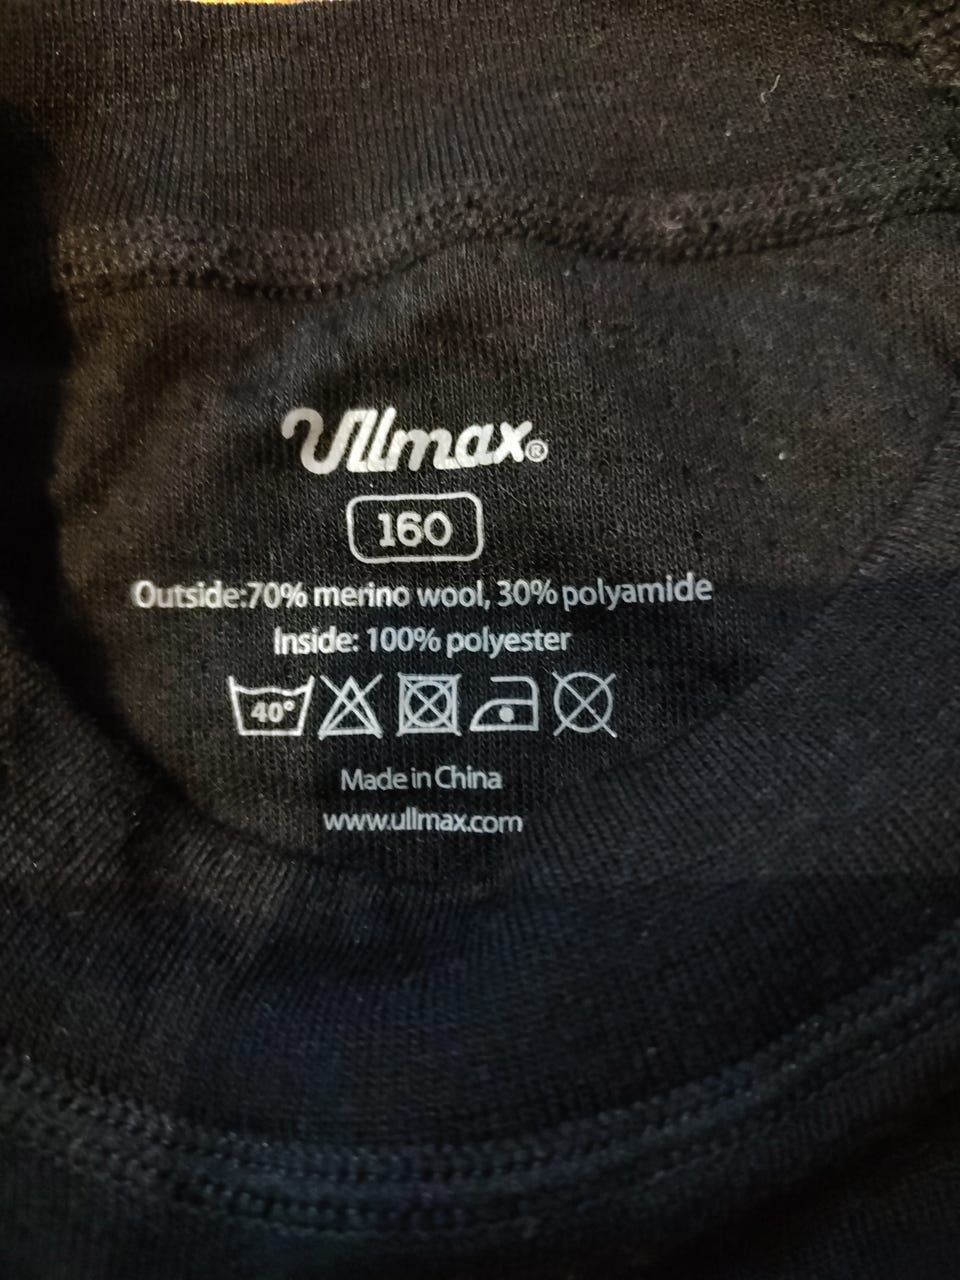 Ullmax®
160
Outside:70% merino wool, 30% polyamide
Inside: 100% polyester
40°
Made in China
www.ullmax.com